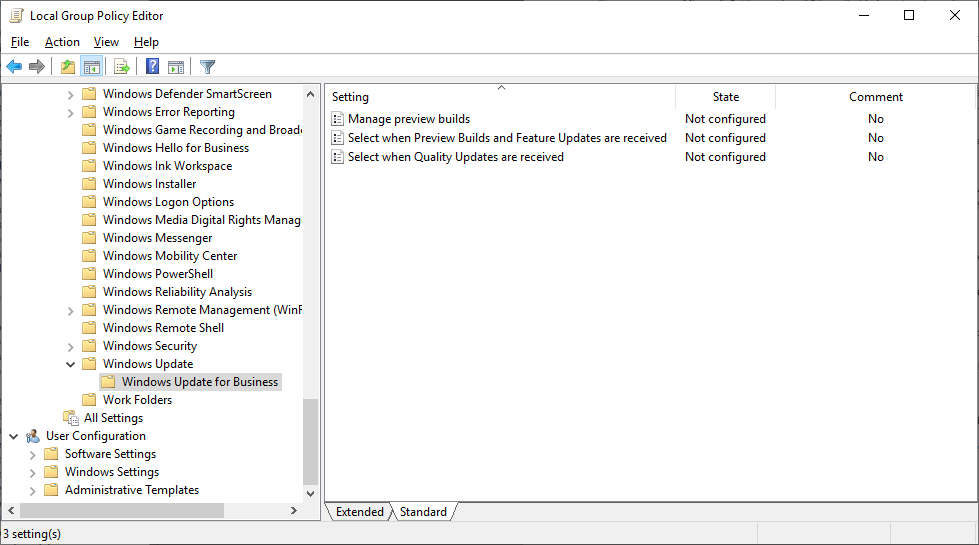 Local Group Policy Editor
File Action View Help
Windows Defender SmartScreen
Windows Error Reporting
Windows Game Recording and Broad
Windows Hello for Business
Windows Ink Workspace
Windows Installer
Windows Logon Options
Windows Media Digital Rights Manag
Windows Messenger
Windows Mobility Center
Windows PowerShell
Windows Reliability Analysis
Windows Remote Management (WinR
Windows Remote Shell
Windows Security
Windows Update
Windows Update for Business
Work Folders
All Settings
User Configuration
Software Settings
Windows Settings
Administrative Templates
Setting State Comment
Manage preview builds Not configured No
Select when Preview Builds and Feature Updates are received Not configured No
Select when Quality Updates are received Not configured No
Extended Standard
3 setting(s)